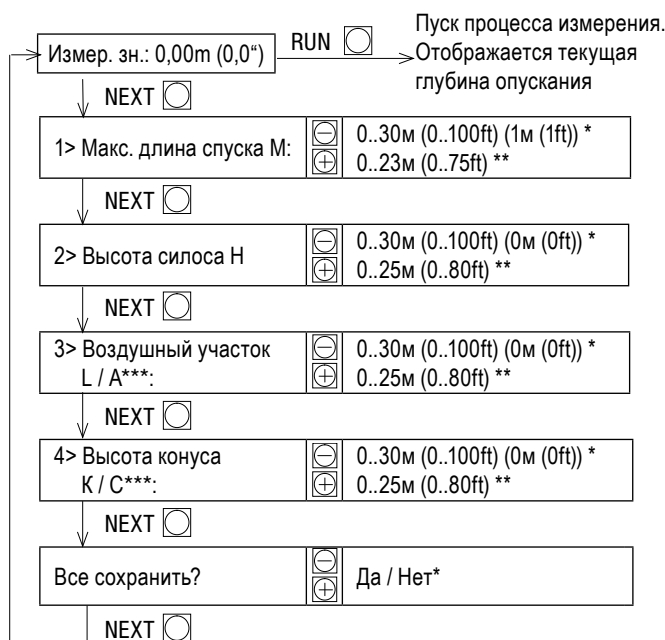 Измер. зн.: 0,00m (0,0“)
RUN
Пуск процесса измерения.
Отображается текущая
глубина опускания
NEXT
1> Макс. длина спуска М:
0..30м (0..100ft) (1м (1ft)) *
0..23м (0..75ft) **
NEXT
2> Высота силоса Н
0..30м (0..100ft) (0м (0ft)) *
0..25м (0..80ft) **
NEXT
3> Воздушный участок
L / A***:
0..30м (0..100ft) (0м (0ft)) *
0..25м (0..80ft) **
NEXT
4> Высота конуса
К / С***:
0..30м (0..100ft) (0м (0ft)) *
0..25м (0..80ft) **
NEXT
Все сохранить?
Да / Нет*
NEXT